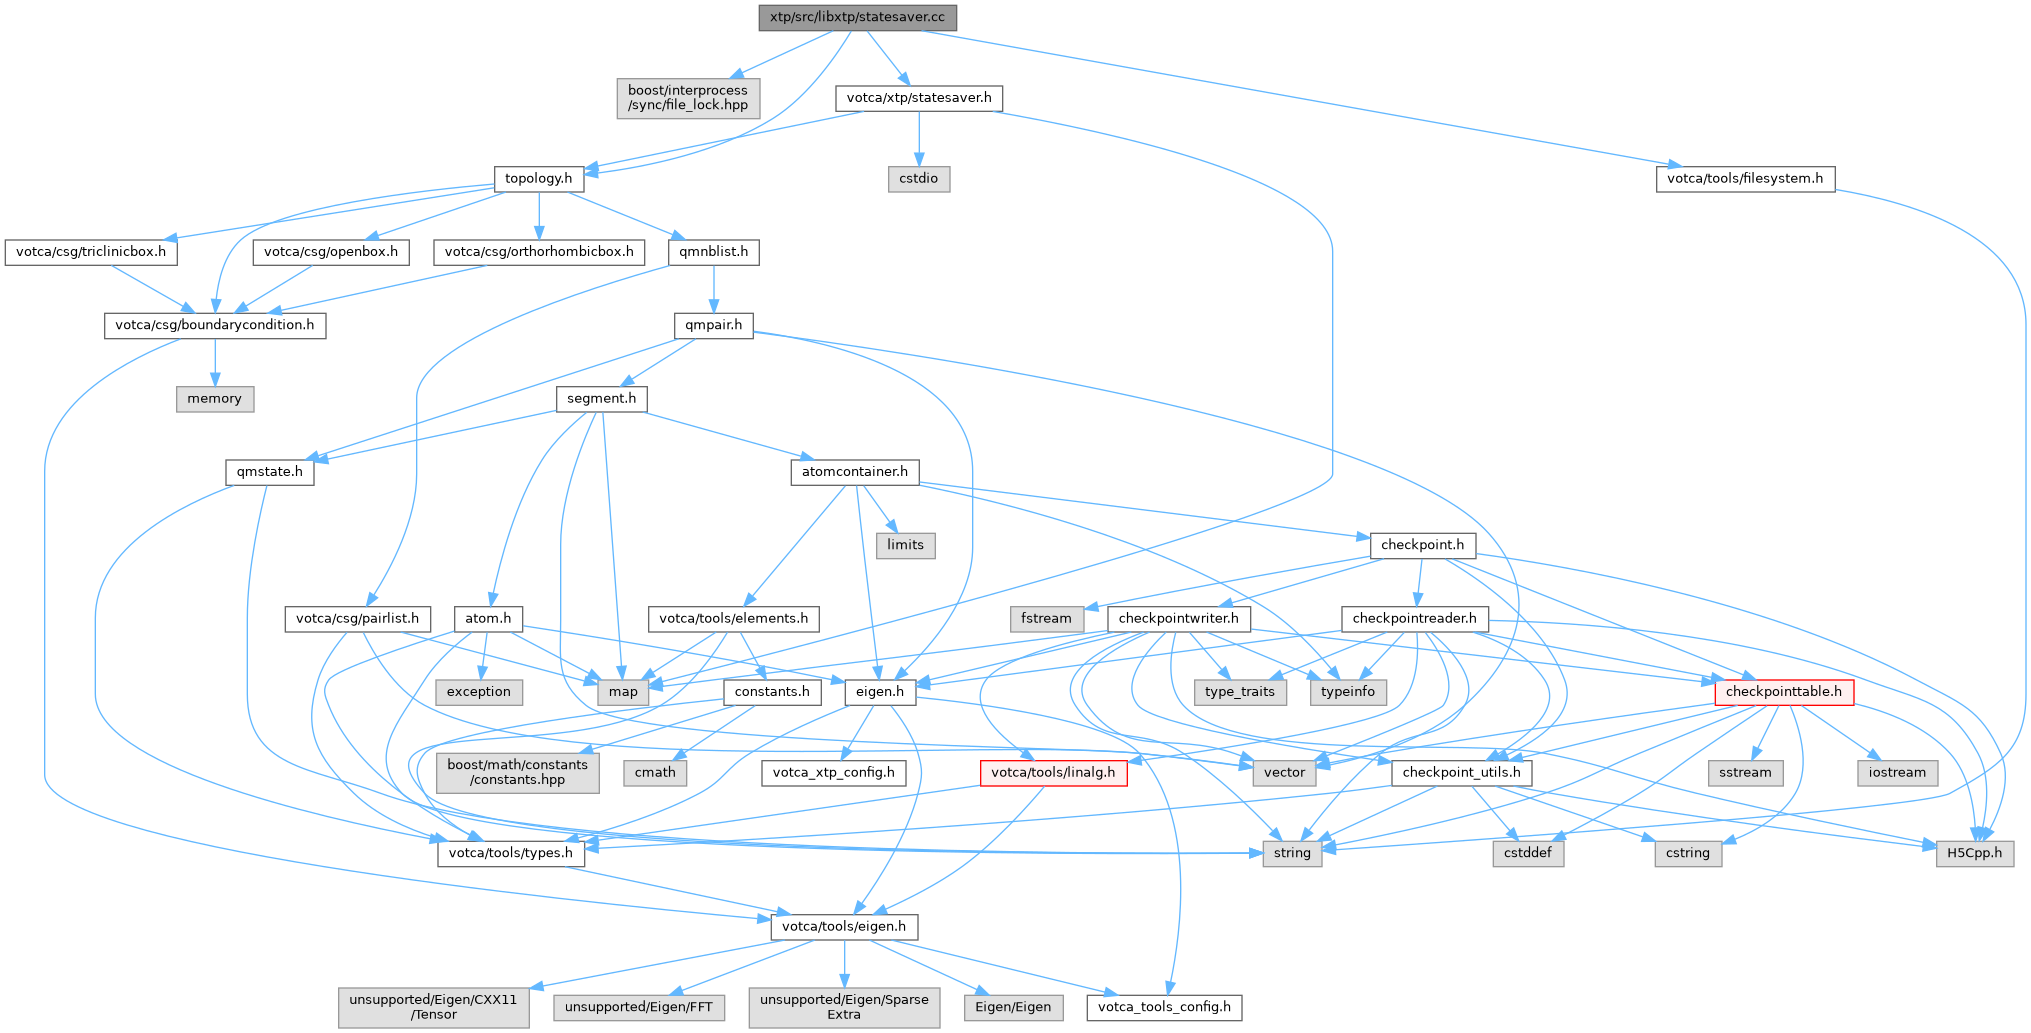 xtp/src/libxtp/statesaver.cc
boost/interprocess
/sync/file_lock.hpp
votca/xtp/statesaver.h
topology.h
cstdio
votca/tools/filesystem.h
votca/csg/triclinicbox.h
votca/csg/openbox.h
votca/csg/orthorhombicbox.h
qmnblist.h
votca/csg/boundarycondition.h
qmpair.h
memory
segment.h
qmstate.h
atomcontainer.h
limits
checkpoint.h
votca/csg/pairlist.h
atom.h
votca/tools/elements.h
fstream
checkpointwriter.h
checkpointreader.h
exception
map
constants.h
eigen.h
type_traits
typeinfo
checkpointtable.h
boost/math/constants
/constants.hpp
cmath
votca_xtp_config.h
votca/tools/linalg.h
vector
checkpoint_utils.h
sstream
iostream
votca/tools/types.h
string
cstddef
cstring
H5Cpp.h
votca/tools/eigen.h
unsupported/Eigen/CXX11
/Tensor
unsupported/Eigen/FFT
unsupported/Eigen/Sparse
Extra
Eigen/Eigen
votca_tools_config.h